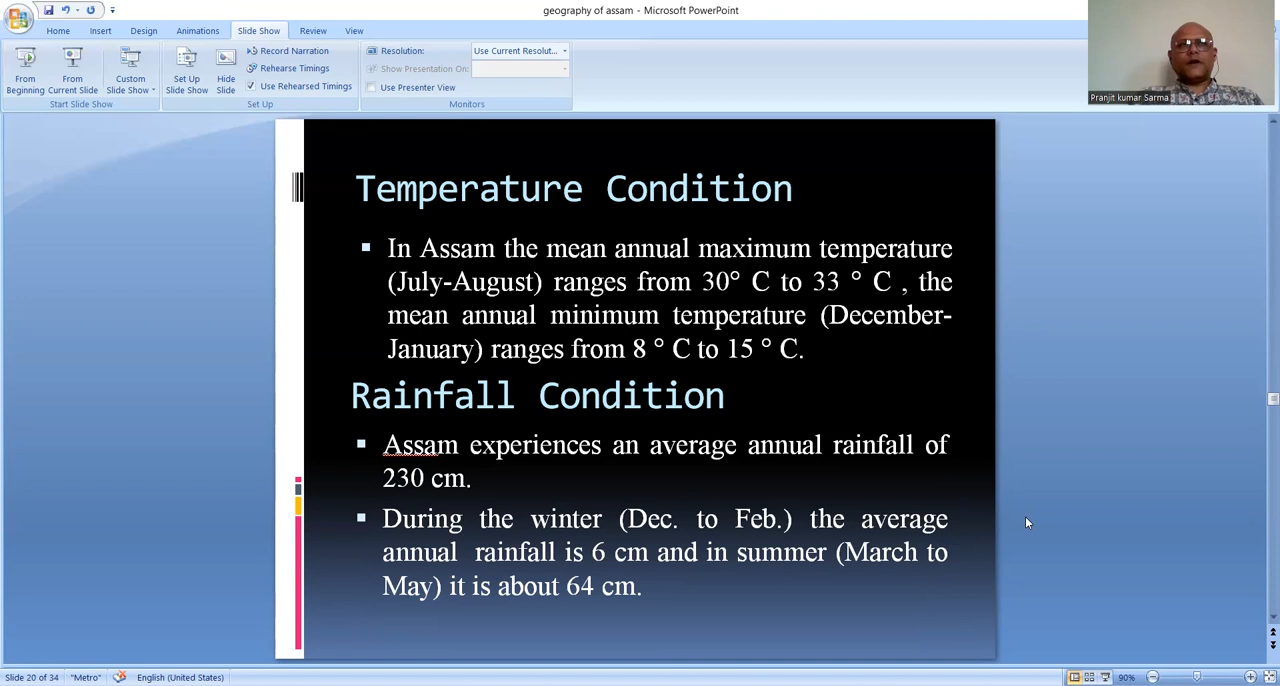 geography of assam - Microsoft PowerPoint
Home Insert Design Animations Slide Show Review View
From Beginning
From Current Slide
Custom Slide Show
Start Slide Show
Set Up Slide Show
Hide Slide
Record Narration
Rehearse Timings
Use Rehearsed Timings
Set Up
Resolution: Use Current Resolut...
Show Presentation On:
Use Presenter View
Monitors
Pranjit kumar Sarma
Temperature Condition
In Assam the mean annual maximum temperature
(July-August) ranges from 30° C to 33 ° C , the
mean annual minimum temperature (December-
January) ranges from 8 ° C to 15 ° C.
Rainfall Condition
Assam experiences an average annual rainfall of
230 cm.
During the winter (Dec. to Feb.) the average
annual rainfall is 6 cm and in summer (March to
May) it is about 64 cm.
Slide 20 of 34 "Metro" English (United States) 90%